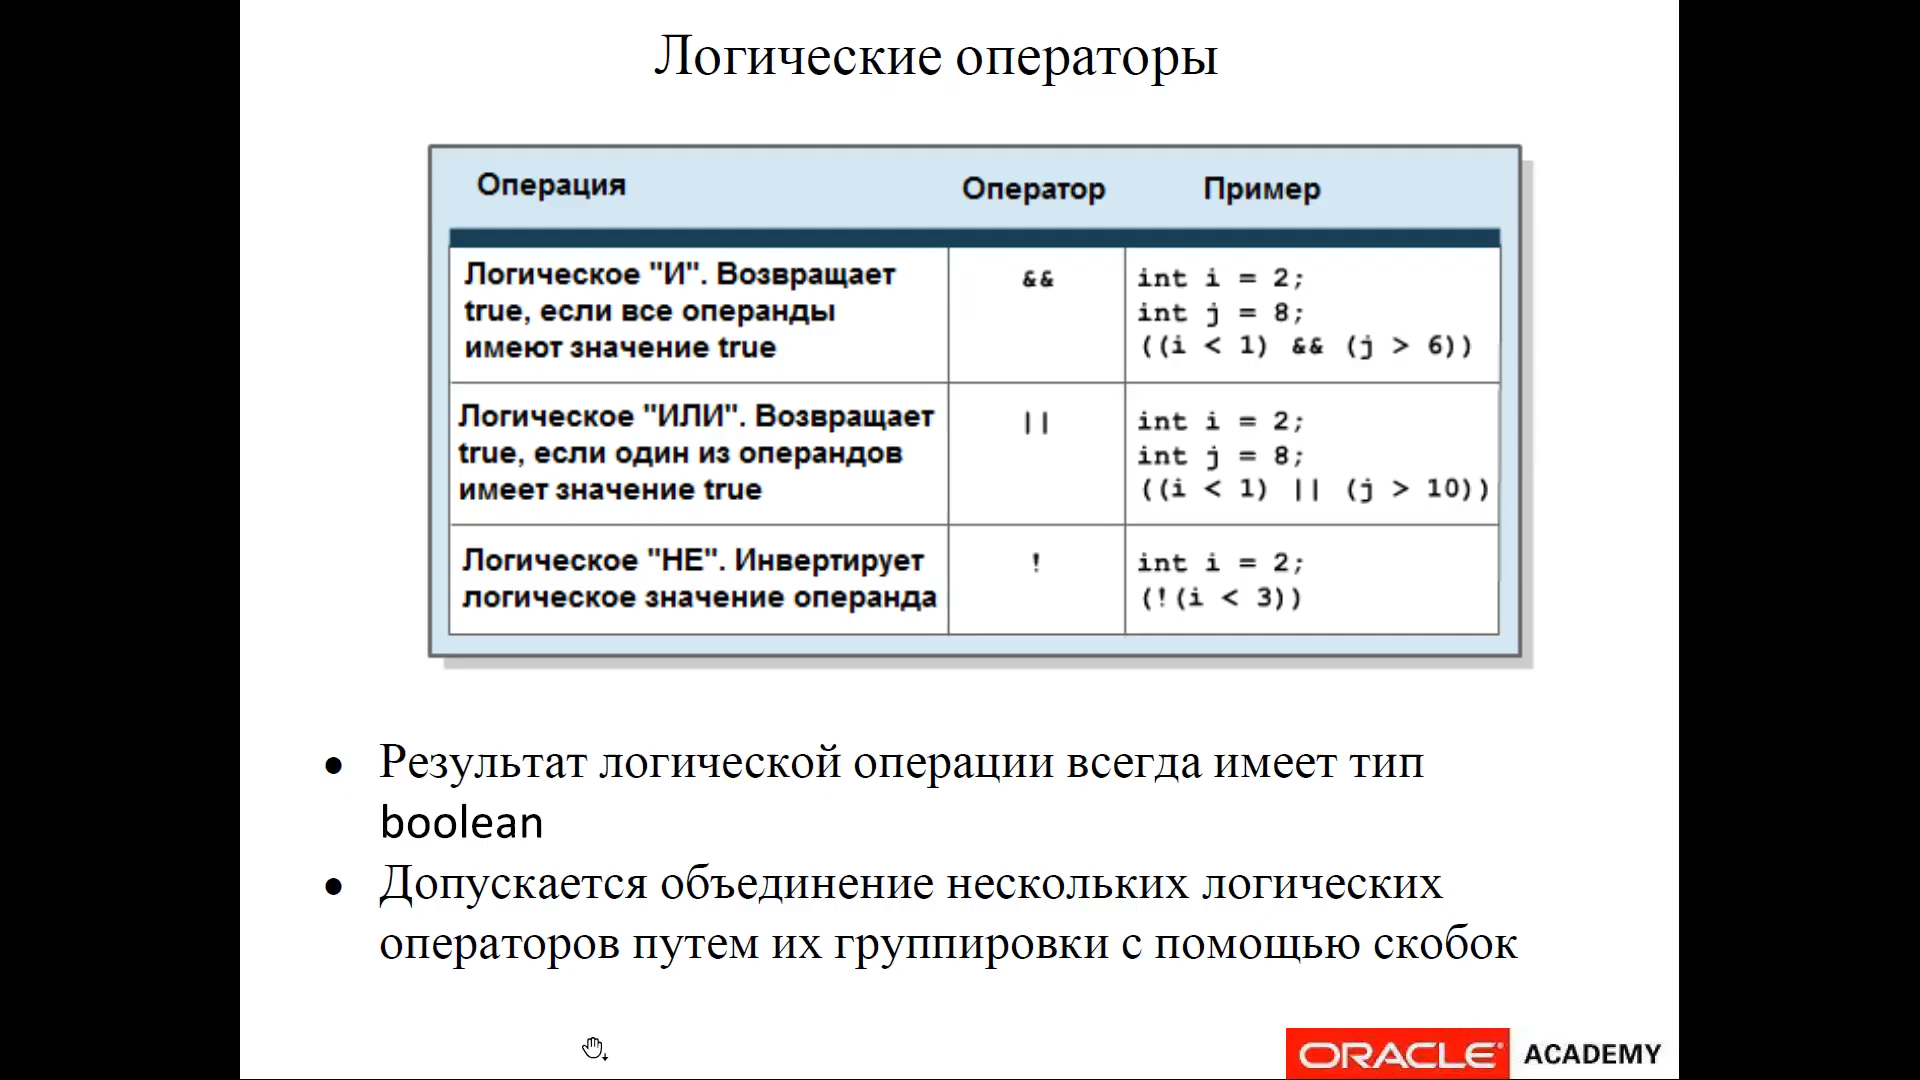 Логические операторы
Операция Оператор Пример
Логическое "И". Возвращает && int i = 2;
true, если все операнды int j = 8;
имеют значение true ((i < 1) && (j > 6))
Логическое "ИЛИ". Возвращает || int i = 2;
true, если один из операндов int j = 8;
имеет значение true ((i < 1) || (j > 10))
Логическое "НЕ". Инвертирует ! int i = 2;
логическое значение операнда (!(i < 3))
• Результат логической операции всегда имеет тип
boolean
• Допускается объединение нескольких логических
операторов путем их группировки с помощью скобок
ORACLE ACADEMY